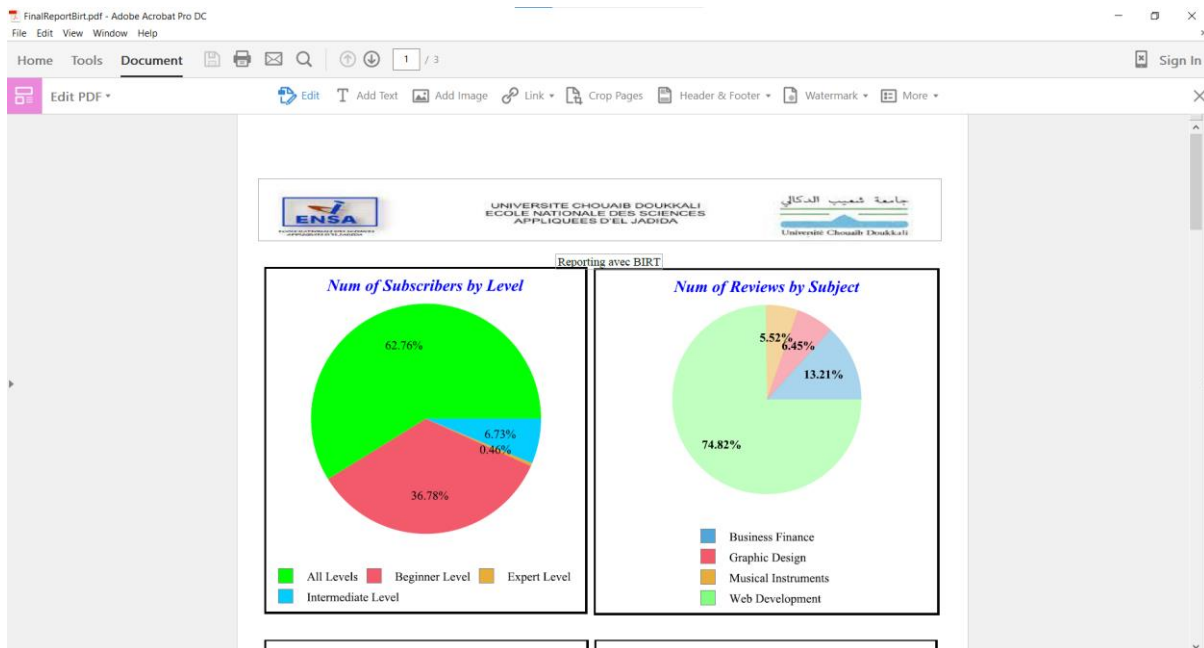 FinalReportBirt.pdf - Adobe Acrobat Pro DC
File Edit View Window Help
Home Tools Document 1 / 3 Sign In
Edit PDF Edit Add Text Add Image Link Crop Pages Header & Footer Watermark More
ENSA
UNIVERSITE CHOUAIB DOUKKALI
ECOLE NATIONALE DES SCIENCES
APPLIQUEES D'EL JADIDA
جامعة شعيب الدكالي
Université Chouaib Doukkali
Reporting avec BIRT
Num of Subscribers by Level
62.76%
6.73%
0.46%
36.78%
All Levels Beginner Level Expert Level
Intermediate Level
Num of Reviews by Subject
5.52%
6.45%
13.21%
74.82%
Business Finance
Graphic Design
Musical Instruments
Web Development